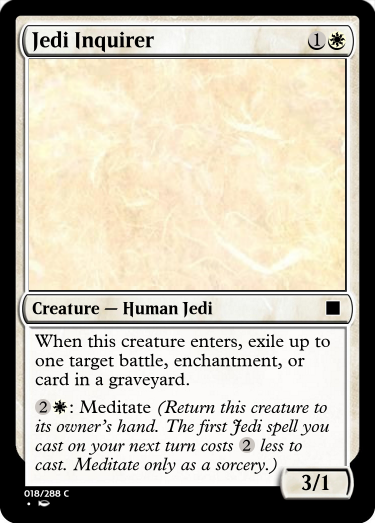 Jedi Inquirer 1
Creature — Human Jedi
When this creature enters, exile up to
one target battle, enchantment, or
card in a graveyard.
2 : Meditate (Return this creature to
its owner's hand. The first Jedi spell you
cast on your next turn costs 2 less to
cast. Meditate only as a sorcery.)
3/1
018/288 C